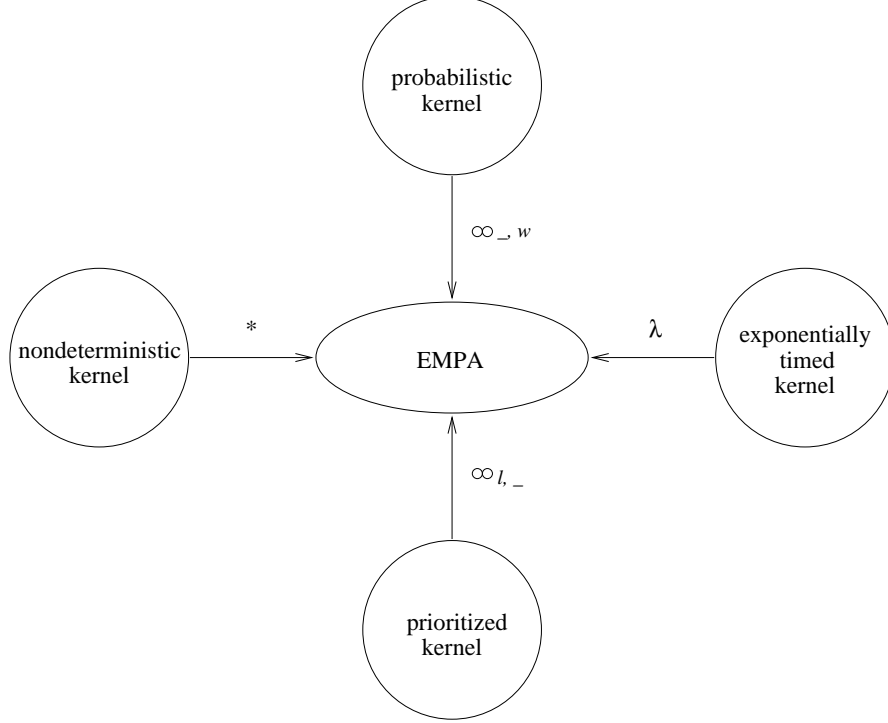 probabilistic
kernel
∞ _, w
nondeterministic
kernel
*
EMPA
λ
exponentially
timed
kernel
∞ l, _
prioritized
kernel